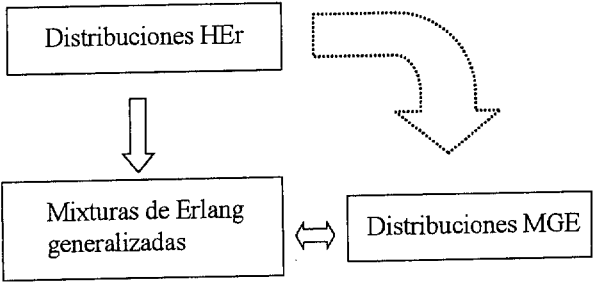 Distribuciones HEr
Mixturas de Erlang
generalizadas
Distribuciones MGE